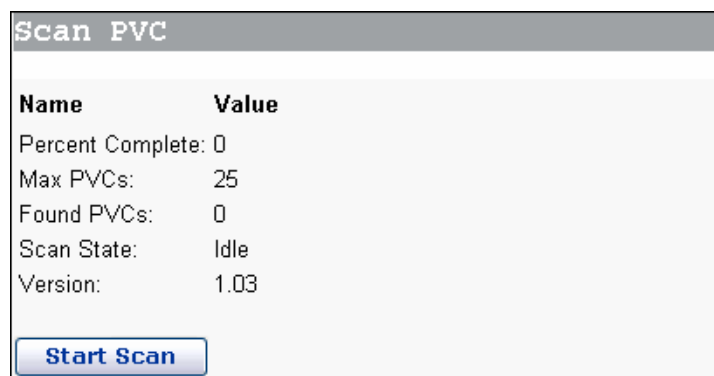 Scan PVC
Name Value
Percent Complete: 0
Max PVCs: 25
Found PVCs: 0
Scan State: Idle
Version: 1.03
Start Scan